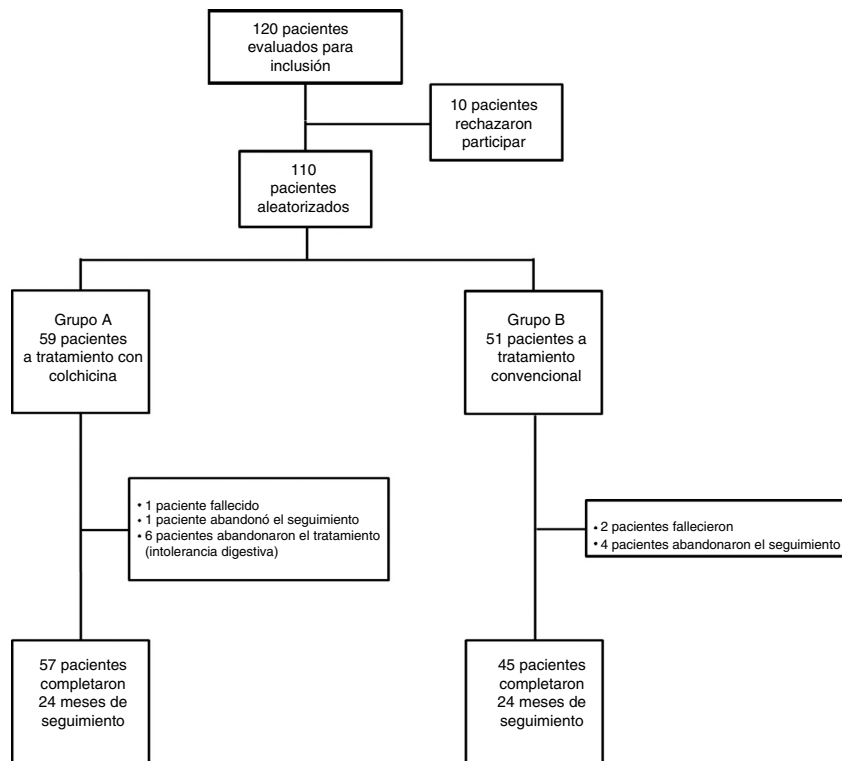 120 pacientes
evaluados para
inclusión
10 pacientes
rechazaron
participar
110
pacientes
aleatorizados
Grupo A
59 pacientes
a tratamiento con
colchicina
Grupo B
51 pacientes a
tratamiento
convencional
• 1 paciente fallecido
• 1 paciente abandonó el seguimiento
• 6 pacientes abandonaron el tratamiento
(intolerancia digestiva)
• 2 pacientes fallecieron
• 4 pacientes abandonaron el seguimiento
57 pacientes
completaron
24 meses de
seguimiento
45 pacientes
completaron
24 meses de
seguimiento